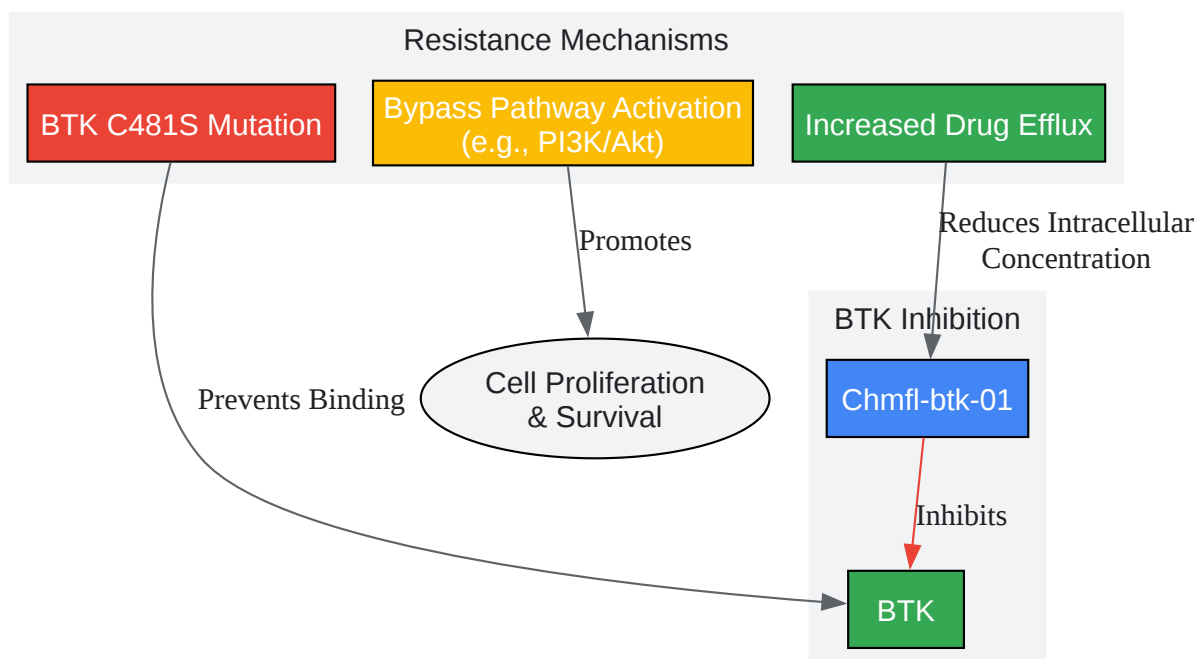 Resistance Mechanisms
BTK C481S Mutation
Bypass Pathway Activation
(e.g., PI3K/Akt)
Increased Drug Efflux
Promotes
Reduces Intracellular
Concentration
BTK Inhibition
Prevents Binding
Cell Proliferation
& Survival
Chmfl-btk-01
Inhibits
BTK